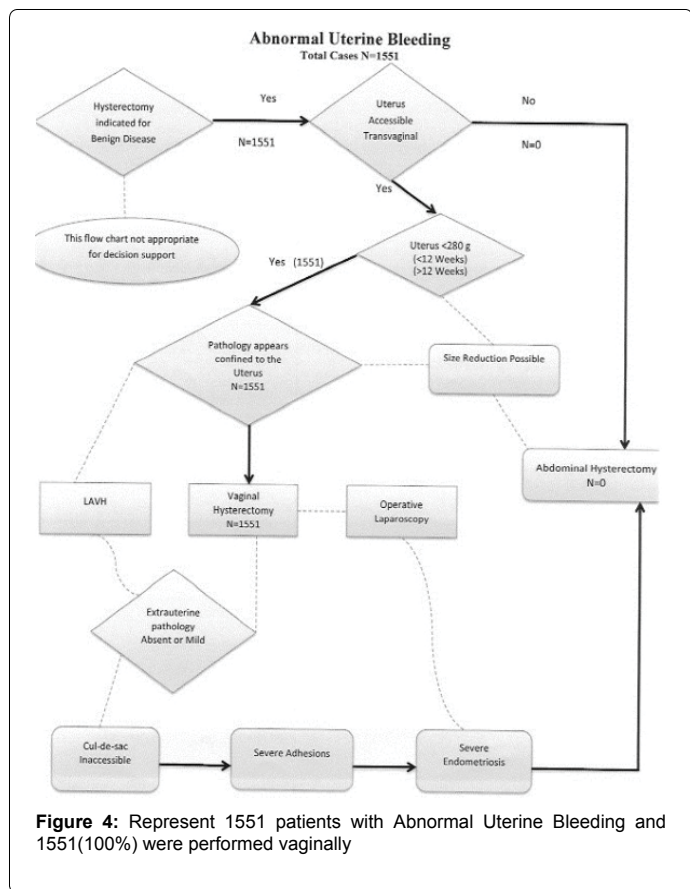 Abnormal Uterine Bleeding
Total Cases N=1551
Hysterectomy
indicated for
Benign Disease
Yes
N=1551
Uterus
Accessible
Transvaginal
No
N=0
Yes
This flow chart not appropriate
for decision support
Uterus <280 g
(<12 Weeks)
(>12 Weeks)
Yes (1551)
Pathology appears
confined to the
Uterus
N=1551
Size Reduction Possible
Abdominal Hysterectomy
N=0
LAVH
Vaginal
Hysterectomy
N=1551
Operative
Laparoscopy
Extrauterine
pathology
Absent or Mild
Cul-de-sac
Inaccessible
Severe Adhesions
Severe
Endometriosis
Figure 4: Represent 1551 patients with Abnormal Uterine Bleeding and
1551(100%) were performed vaginally